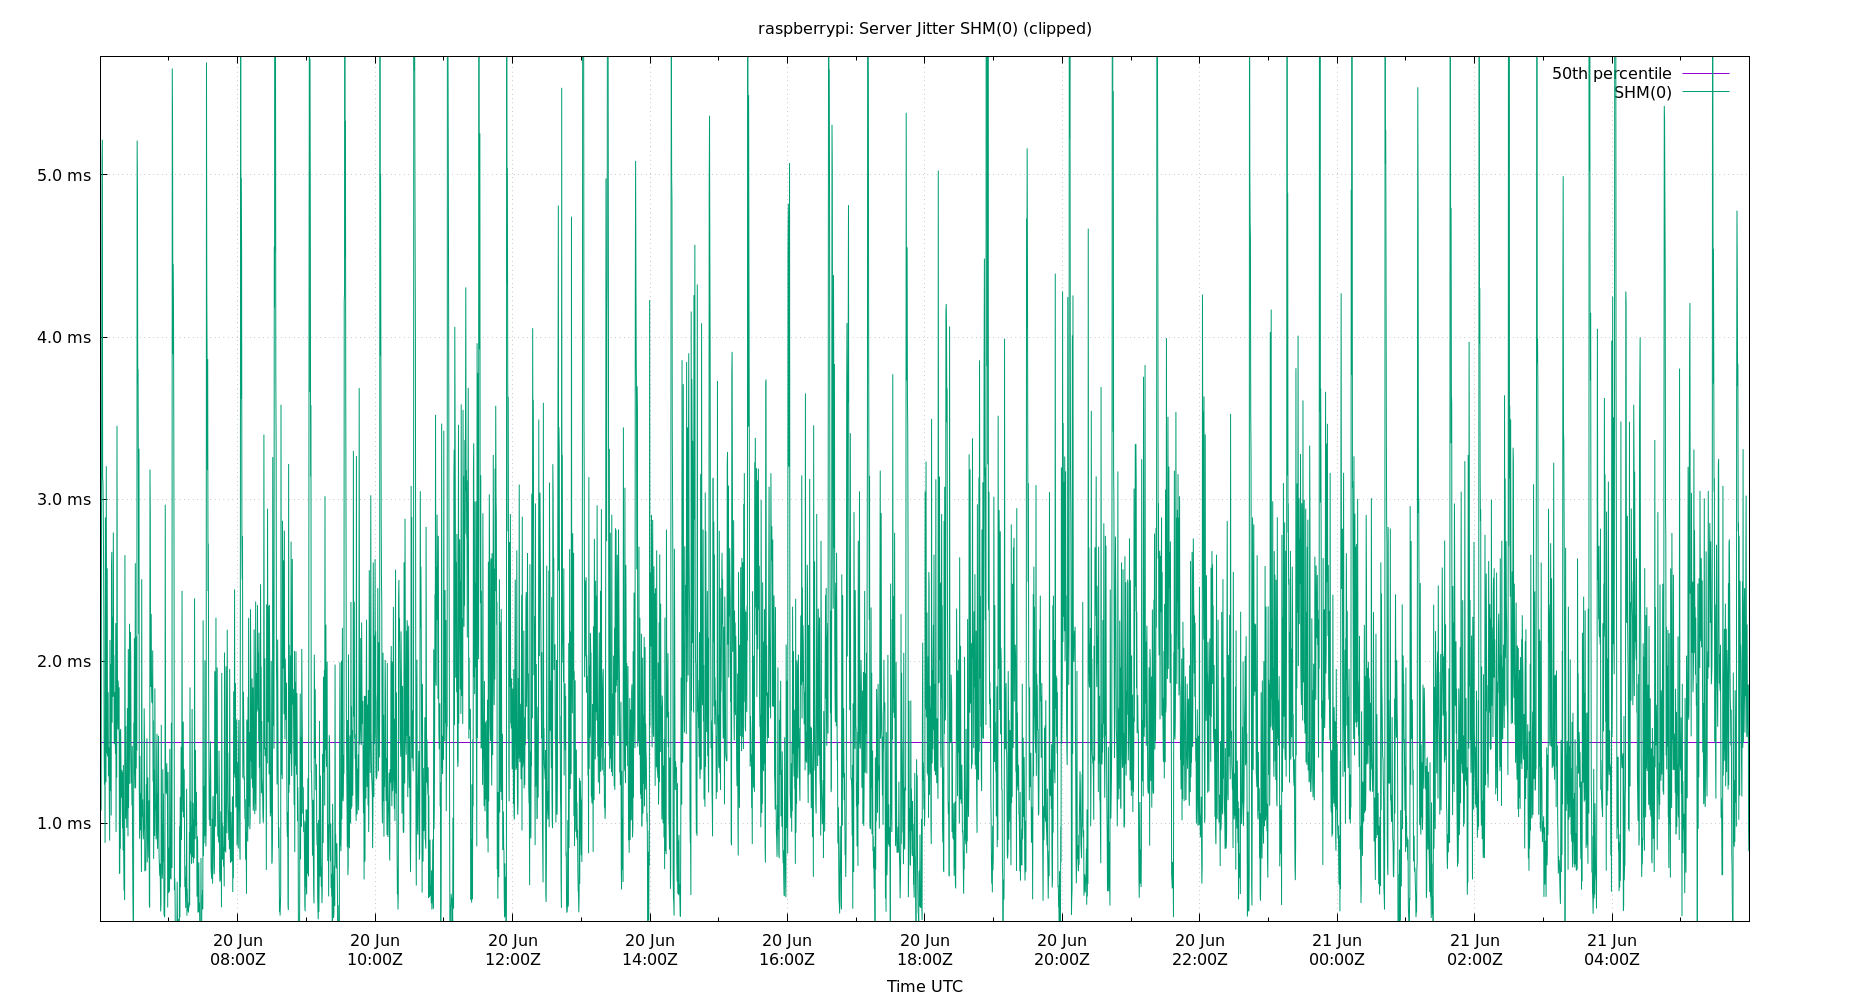 raspberrypi: Server Jitter SHM(0) (clipped)
50th percentile
SHM(0)
5.0 ms
4.0 ms
3.0 ms
2.0 ms
1.0 ms
20 Jun 20 Jun 20 Jun 20 Jun 20 Jun 20 Jun 20 Jun 20 Jun 21 Jun 21 Jun 21 Jun
08:00Z 10:00Z 12:00Z 14:00Z 16:00Z 18:00Z 20:00Z 22:00Z 00:00Z 02:00Z 04:00Z
Time UTC